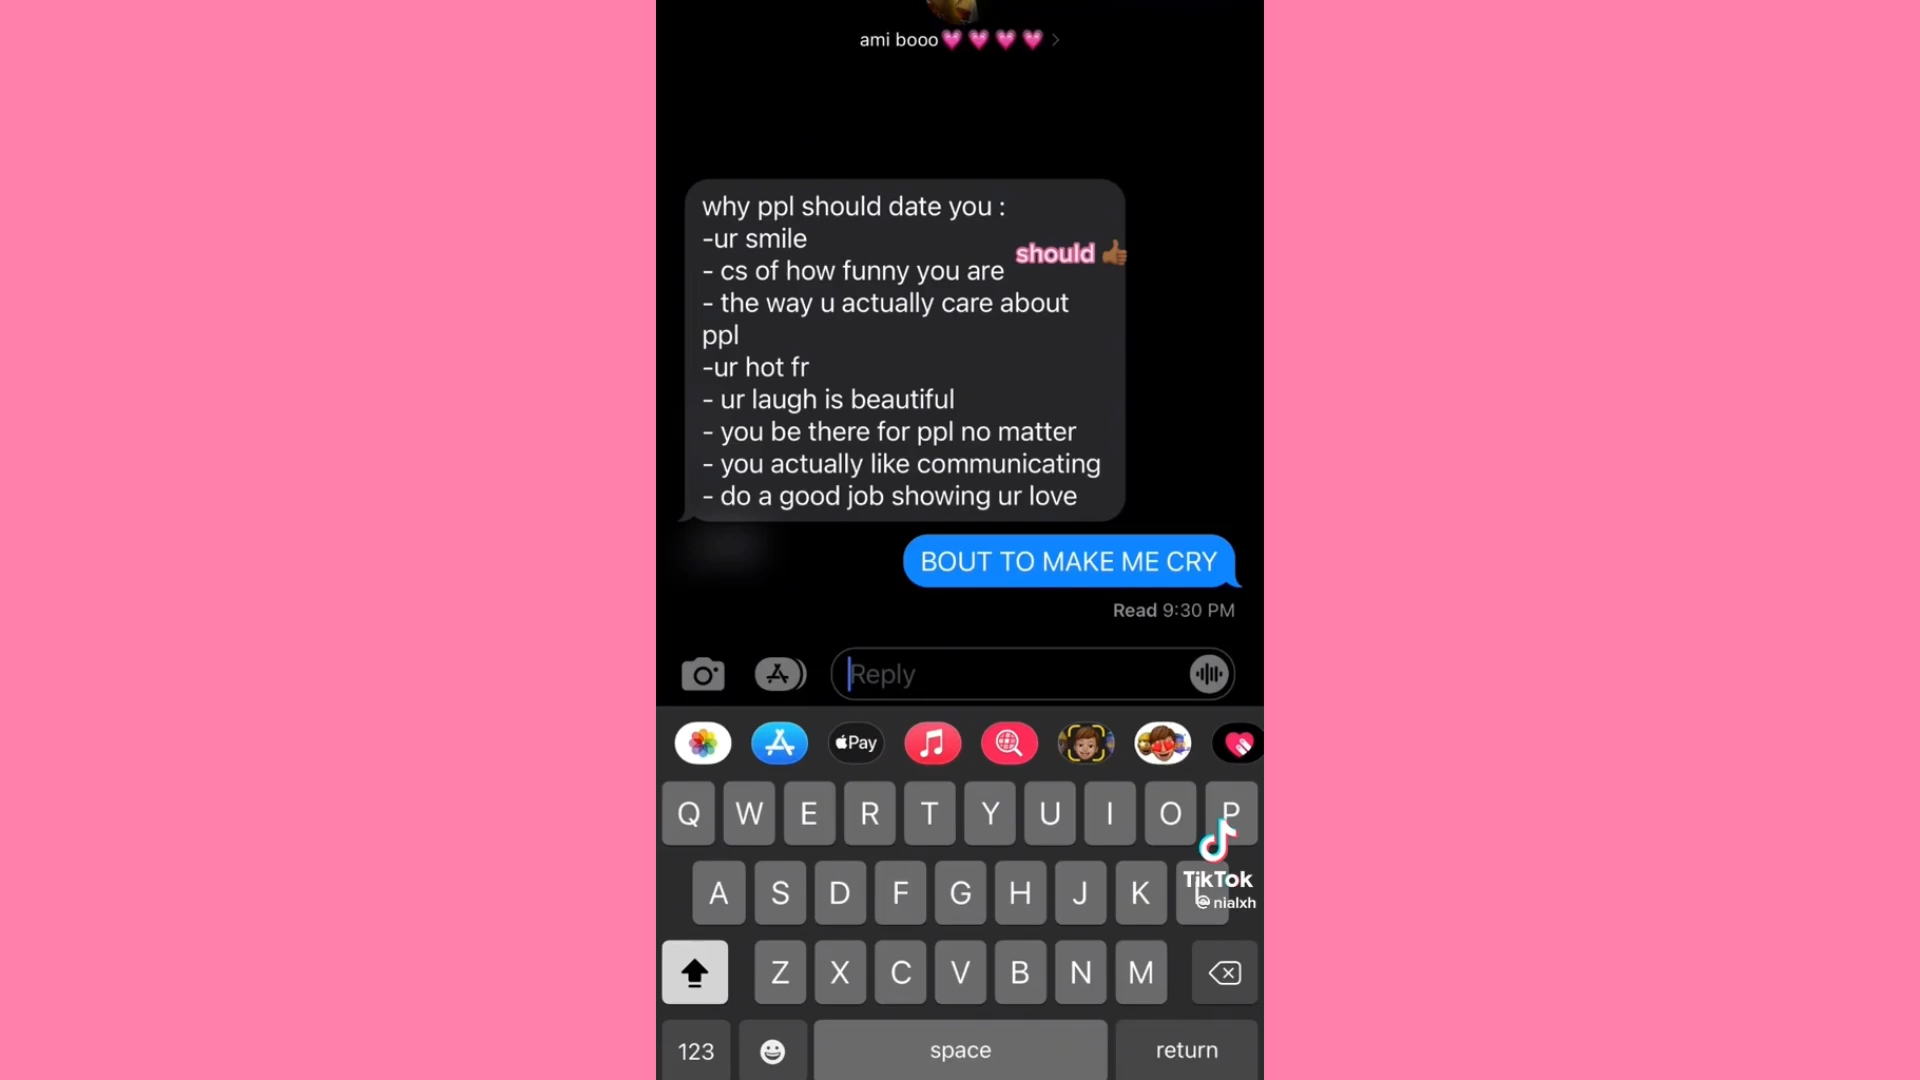 ami booo💗💗💗💗
why ppl should date you :
-ur smile
should 👍🏾
- cs of how funny you are
- the way u actually care about
ppl
-ur hot fr
- ur laugh is beautiful
- you be there for ppl no matter
- you actually like communicating
- do a good job showing ur love
BOUT TO MAKE ME CRY
Read 9:30 PM
Reply
Pay
Q W E R T Y U I O P
A S D F G H J K L
TikTok
@nialxh
Z X C V B N M
123
space
return